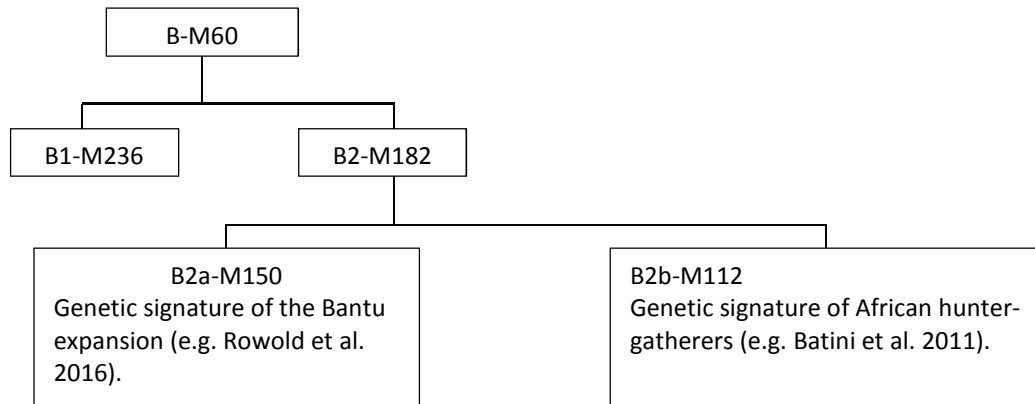 B-M60
B1-M236
B2-M182
B2a-M150
Genetic signature of the Bantu
expansion (e.g. Rowold et al.
2016).
B2b-M112
Genetic signature of African hunter-
gatherers (e.g. Batini et al. 2011).